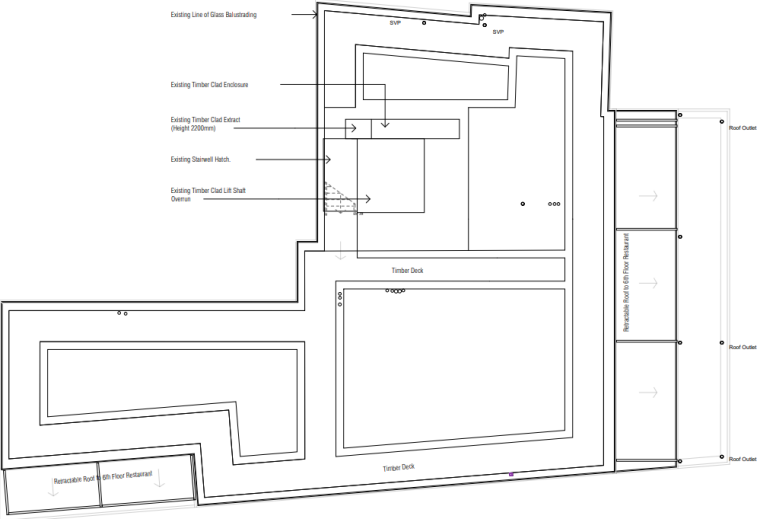 Existing Line of Glass Balustrading
SVP
SVP
Existing Timber Clad Enclosure
Existing Timber Clad Extract
(Height 2200mm)
Roof Outlet
Existing Stairwell Hatch.
Existing Timber Clad Lift Shaft
Overrun
Retractable Roof to 6th Floor Restaurant
Timber Deck
Roof Outlet
Timber Deck
Roof Outlet
Retractable Roof to 6th Floor Restaurant